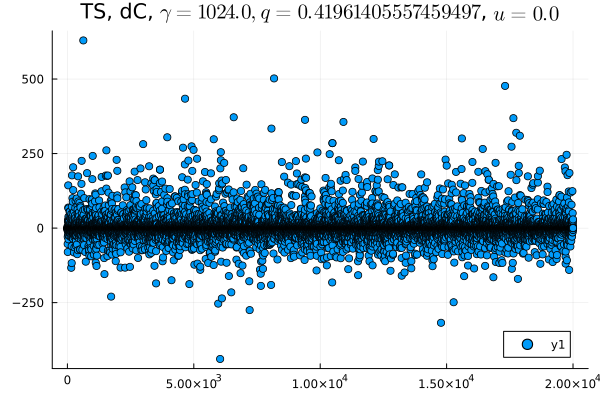 TS, dC, γ = 1024.0, q = 0.41961405557459497, u = 0.0
500
250
0
−250
y1
0 5.00×10³ 1.00×10⁴ 1.50×10⁴ 2.00×10⁴